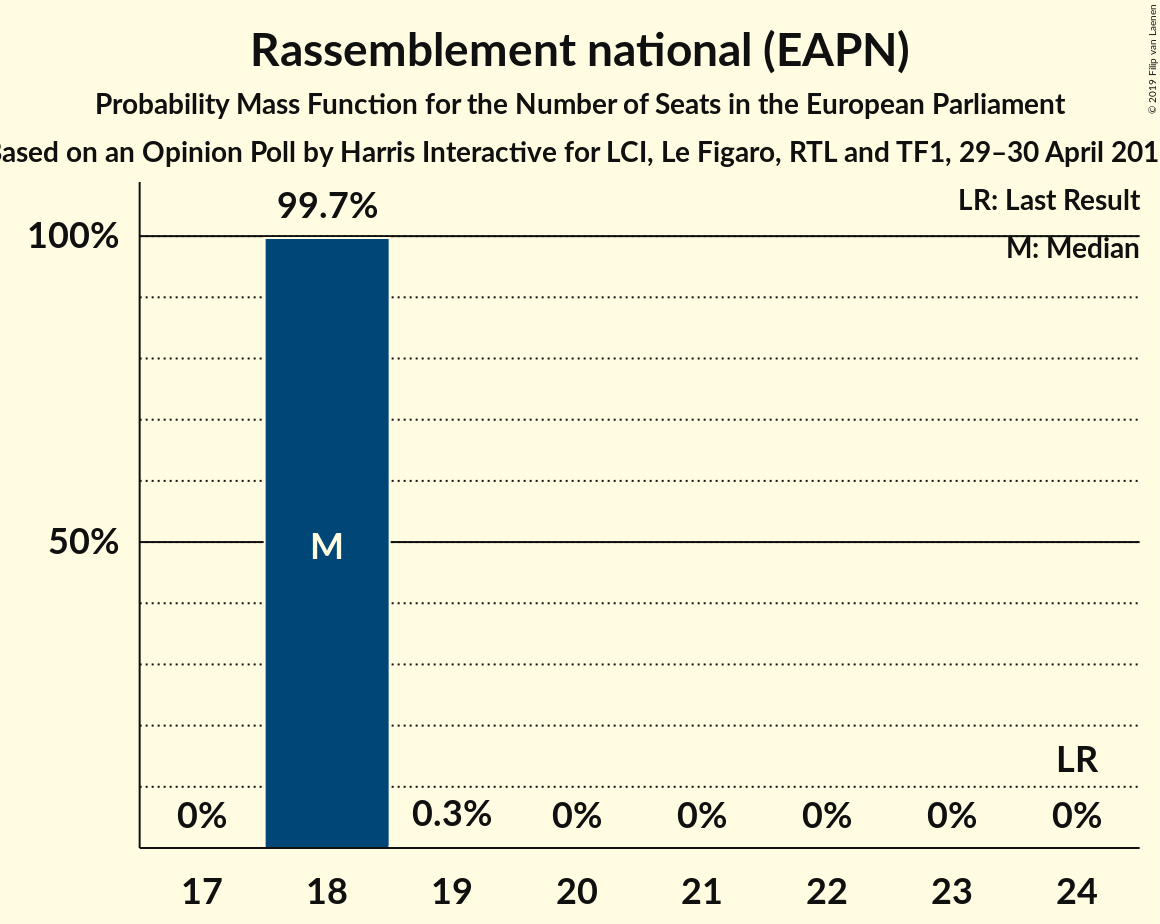 Rassemblement national (EAPN)
Probability Mass Function for the Number of Seats in the European Parliament
ased on an Opinion Poll by Harris Interactive for LCI, Le Figaro, RTL and TF1, 29–30 April 201
© 2019 Filip van Laenen
LR: Last Result
M: Median
99.7%
100%
50%
M
LR
0%
0.3%
0%
0%
0%
0%
0%
17 18 19 20 21 22 23 24